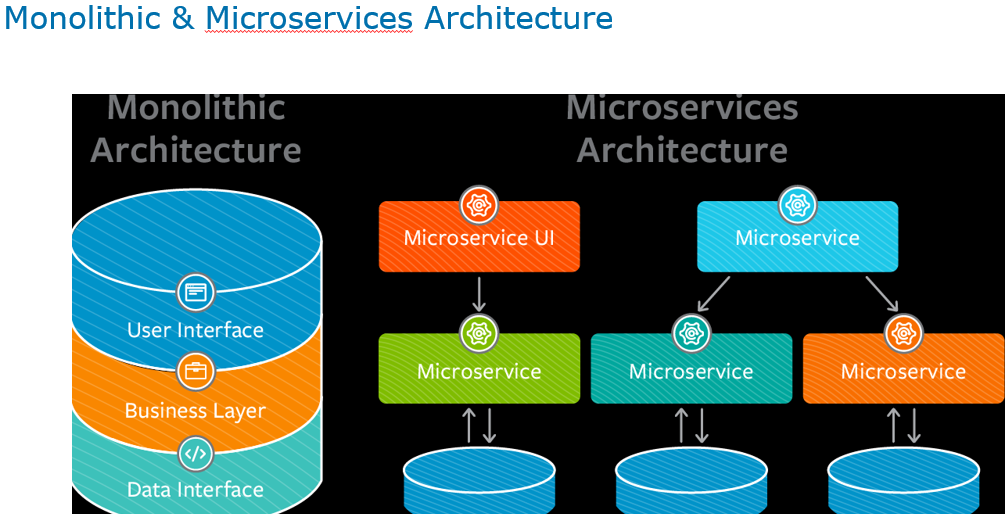 Monolithic & Microservices Architecture
Monolithic
Architecture
User Interface
Business Layer
Data Interface
Microservices
Architecture
Microservice UI
Microservice
Microservice
Microservice
Microservice